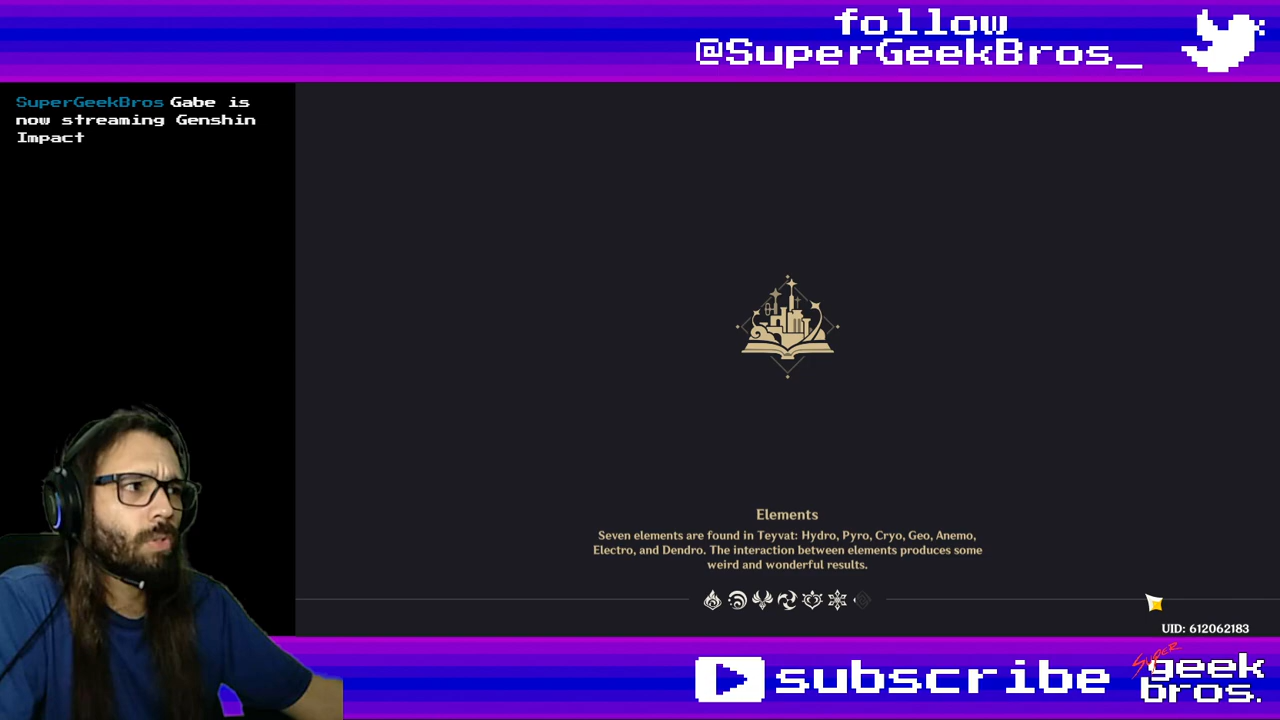 follow
@SuperGeekBros_
SuperGeekBros Gabe is
now streaming Genshin
Impact
Elements
Seven elements are found in Teyvat: Hydro, Pyro, Cryo, Geo, Anemo,
Electro, and Dendro. The interaction between elements produces some
weird and wonderful results.
UID: 612062183
subscribe
SUPER
geek
bros.